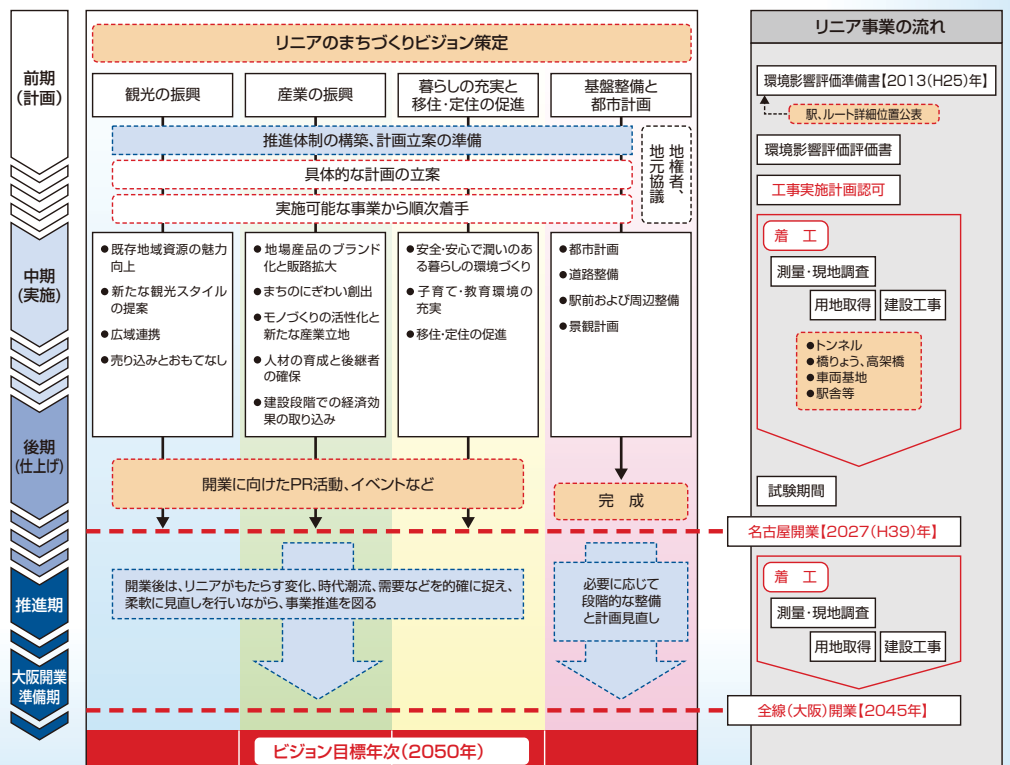 前期
(計画)
中期
(実施)
後期
(仕上げ)
推進期
大阪開業
準備期
リニアのまちづくりビジョン策定
観光の振興
産業の振興
暮らしの充実と
移住・定住の促進
基盤整備と
都市計画
推進体制の構築、計画立案の準備
具体的な計画の立案
実施可能な事業から順次着手
地権者、
地元協議
●既存地域資源の魅力
向上
●新たな観光スタイル
の提案
●広域連携
●売り込みとおもてなし
●地場産品のブランド
化と販路拡大
●まちのにぎわい創出
●モノづくりの活性化と
新たな産業立地
●人材の育成と後継者
の確保
●建設段階での経済効
果の取り込み
●安全・安心で潤いのあ
る暮らしの環境づくり
●子育て・教育環境の
充実
●移住・定住の促進
●都市計画
●道路整備
●駅前および周辺整備
●景観計画
開業に向けたPR活動、イベントなど
完成
開業後は、リニアがもたらす変化、時代潮流、需要などを的確に捉え、
柔軟に見直しを行いながら、事業推進を図る
必要に応じて
段階的な整備
と計画見直し
ビジョン目標年次(2050年)
リニア事業の流れ
環境影響評価準備書【2013(H25)年】
駅、ルート詳細位置公表
環境影響評価評価書
工事実施計画認可
着工
測量・現地調査
用地取得
建設工事
●トンネル
●橋りょう、高架橋
●車両基地
●駅舎等
試験期間
名古屋開業【2027(H39)年】
着工
測量・現地調査
用地取得
建設工事
全線(大阪)開業【2045年】